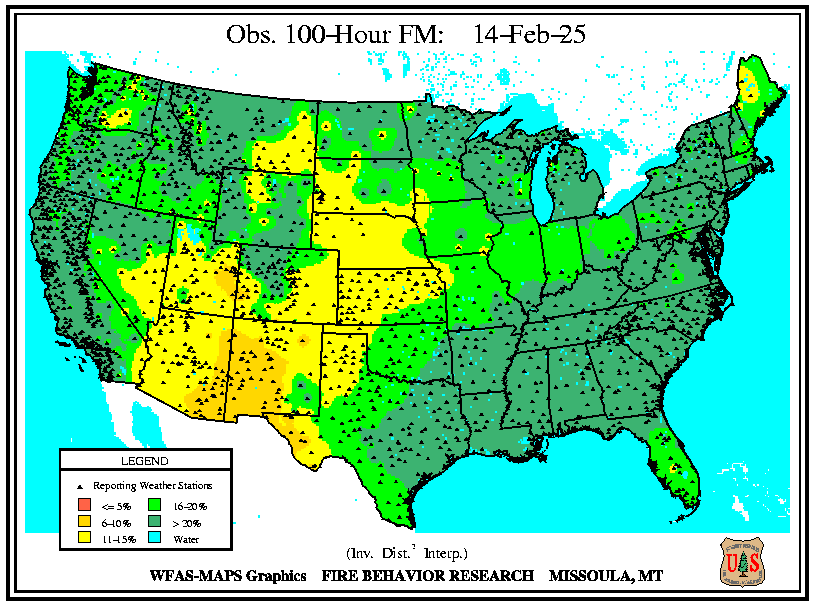 Obs. 100-Hour FM: 14-Feb-25
LEGEND
Reporting Weather Stations
<= 5% 16-20%
6-10% > 20%
11-15% Water
(Inv. Dist.² Interp.)
WFAS-MAPS Graphics FIRE BEHAVIOR RESEARCH MISSOULA, MT
U S